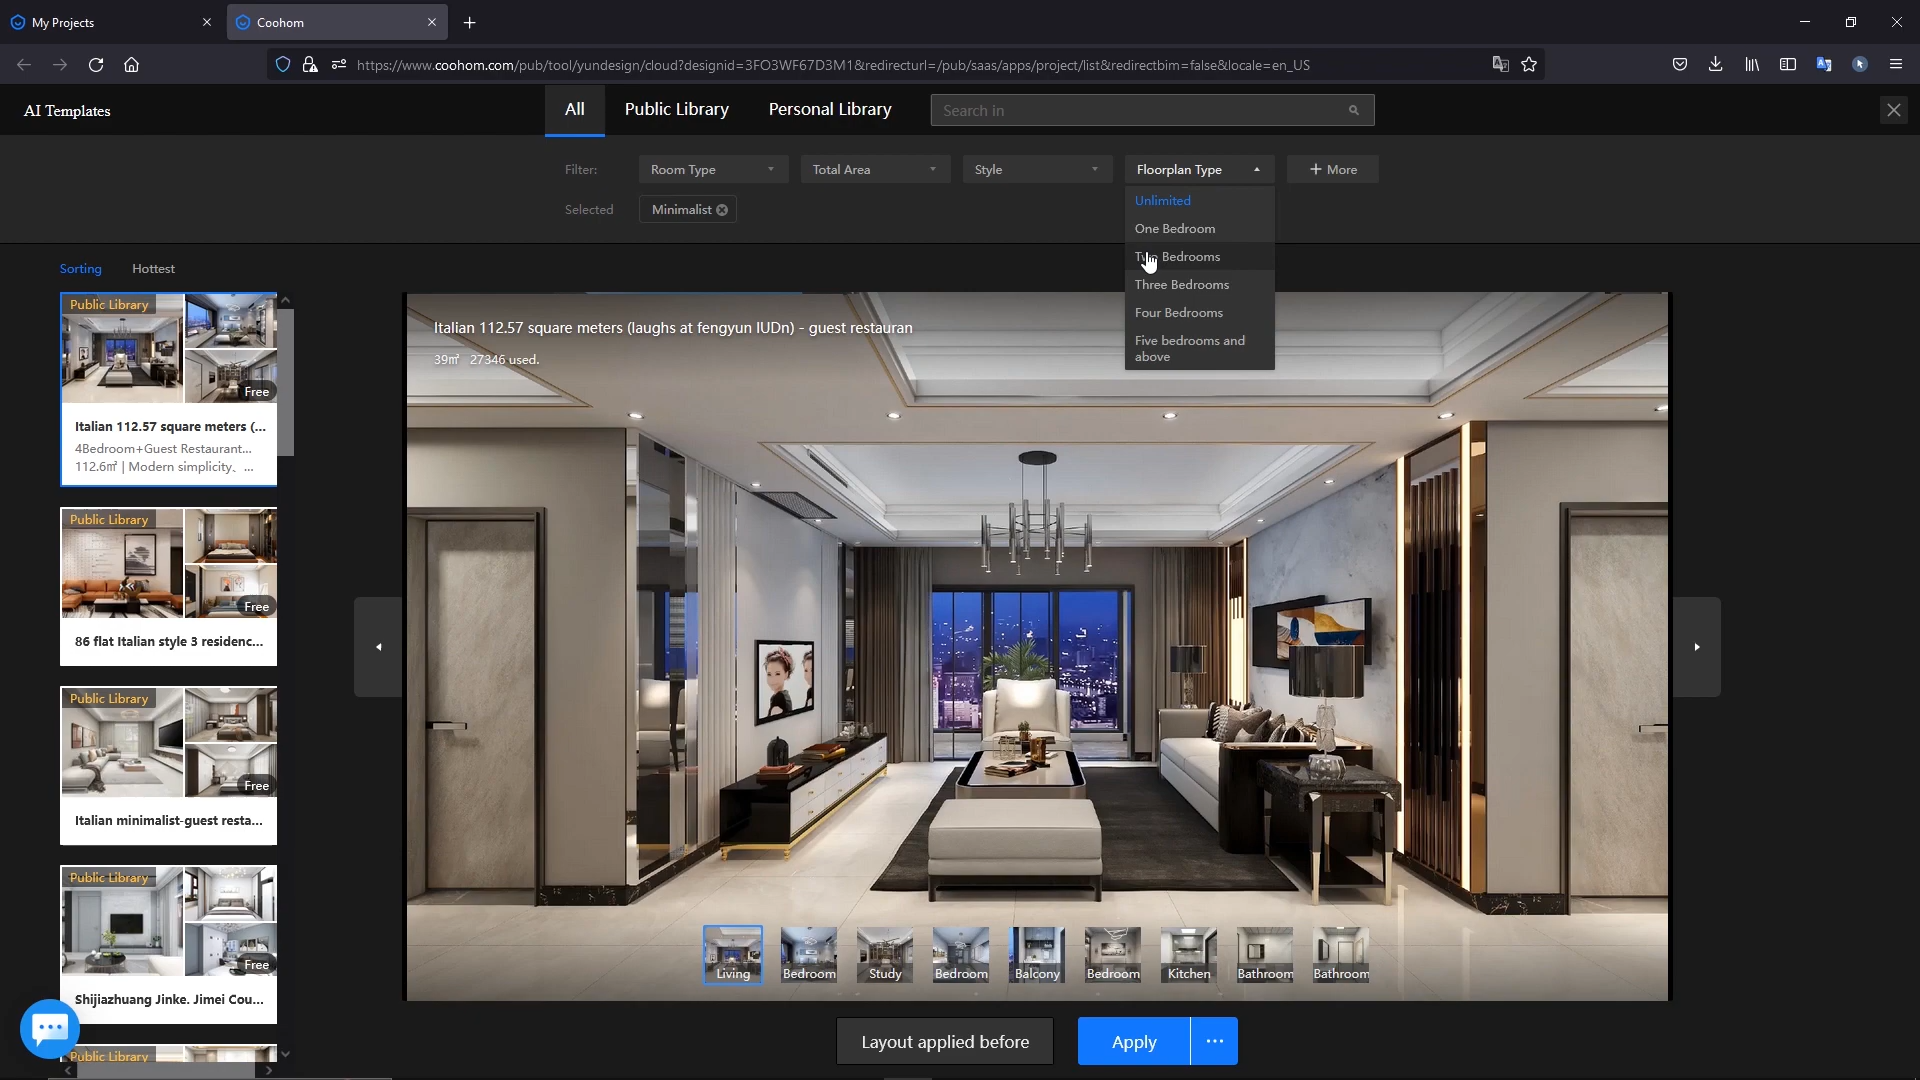 My Projects
Coohom
https://www.coohom.com/pub/tool/yundesign/cloud?designid=3FO3WF67D3M1&redirecturl=/pub/saas/apps/project/list&redirectbim=false&locale=en_US
AI Templates
All
Public Library
Personal Library
Search in
Filter:
Room Type
Total Area
Style
Floorplan Type
+ More
Selected
Minimalist
Unlimited
One Bedroom
Two Bedrooms
Three Bedrooms
Four Bedrooms
Five bedrooms and
above
Sorting
Hottest
Public Library
Free
Italian 112.57 square meters (...
4Bedroom+Guest Restaurant...
112.6㎡ | Modern simplicity、...
Public Library
Free
86 flat Italian style 3 residenc...
Public Library
Free
Italian minimalist-guest resta...
Public Library
Free
Shijiazhuang Jinke. Jimei Cou...
Public Library
Italian 112.57 square meters (laughs at fengyun IUDn) - guest restauran
39㎡ 27346 used.
Living
Bedroom
Study
Bedroom
Balcony
Bedroom
Kitchen
Bathroom
Bathroom
Layout applied before
Apply